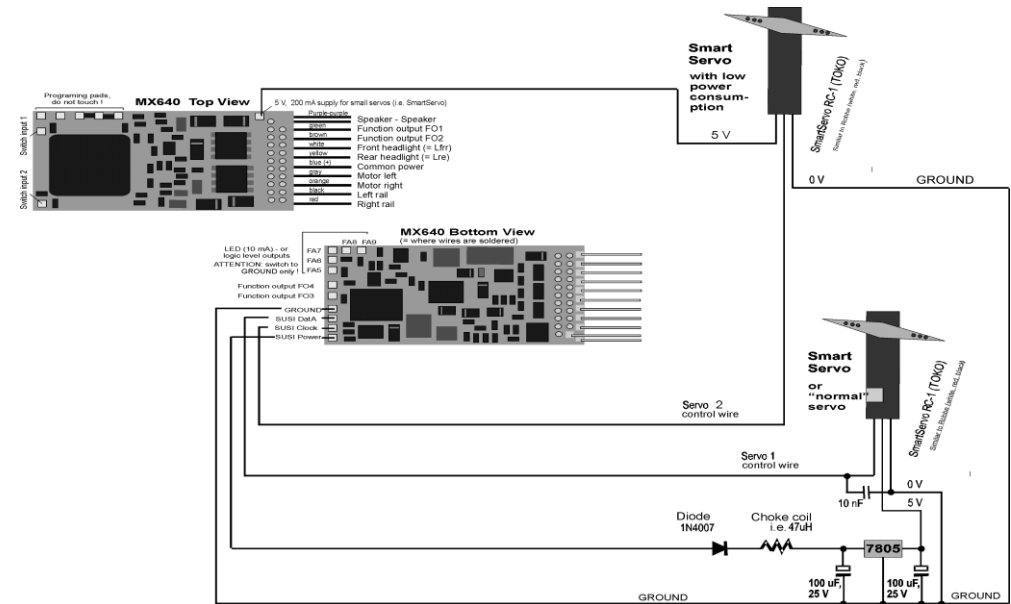 Smart
Servo
with low
power
consum-
ption
SmartServo RC-1 (TOKO)
Similar to Robbe (white, red, black)
5 V
0 V
GROUND
Programing pads,
do not touch !
MX640 Top View
5 V, 200 mA supply for small servos (i.e. SmartServo)
Switch input 1
Switch input 2
Purple-purple
Speaker - Speaker
green
Function output FO1
brown
Function output FO2
white
Front headlight (= Lfrr)
yellow
Rear headlight (= Lre)
blue (+)
Common power
gray
Motor left
orange
Motor right
black
Left rail
red
Right rail
MX640 Bottom View
(= where wires are soldered)
LED (10 mA) - or
logic level outputs
ATTENTION: switch to
GROUND only !
FA8 FA9
FA7
FA6
FA5
Function output FO4
Function output FO3
GROUND
SUSI DatA
SUSI Clock
SUSI Power
Smart
Servo
or
“normal”
servo
SmartServo RC-1 (TOKO)
Similar to Robbe (white, red, black)
Servo 2
control wire
Servo 1
control wire
0 V
10 nF
5 V
Diode
1N4007
Choke coil
i.e. 47uH
7805
100 uF,
25 V
100 uF,
25 V
GROUND
GROUND